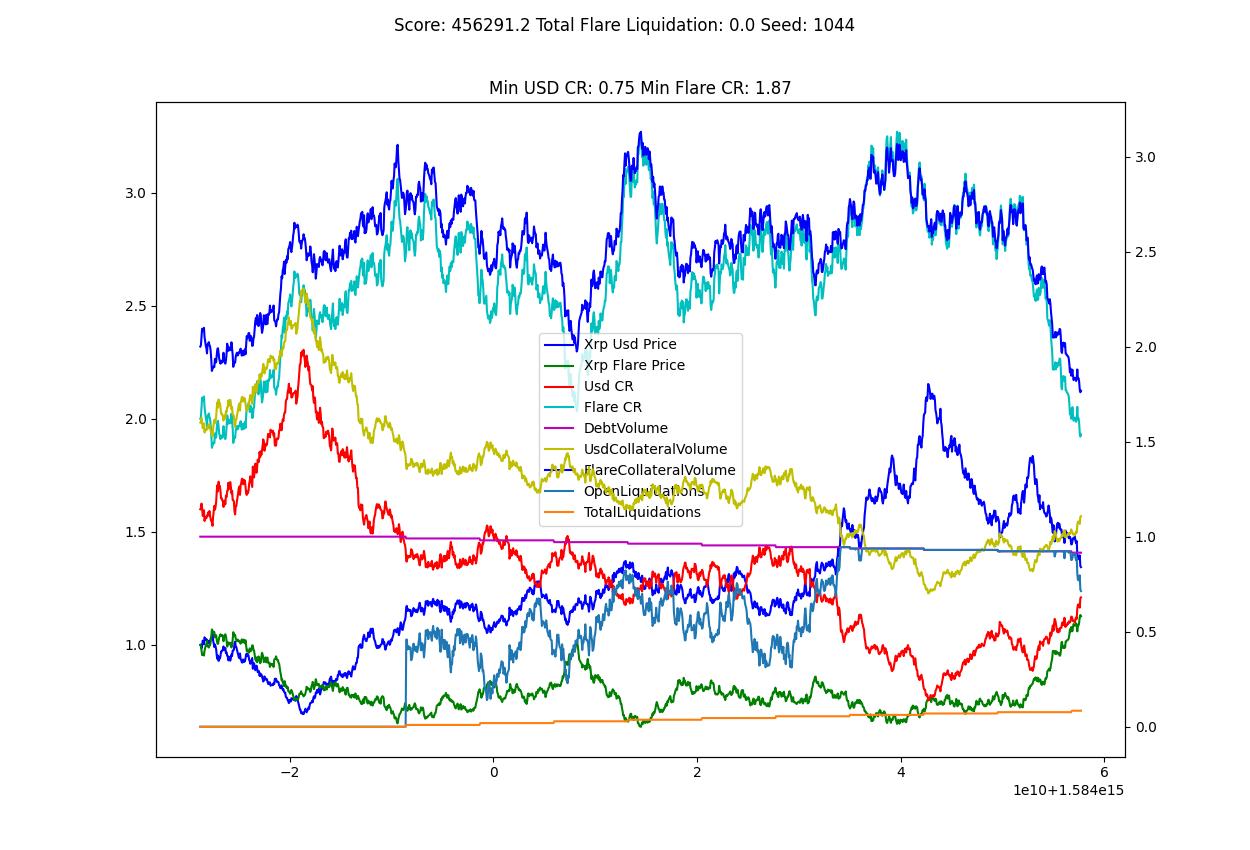 Score: 456291.2 Total Flare Liquidation: 0.0 Seed: 1044
Min USD CR: 0.75 Min Flare CR: 1.87
3.0
2.5
2.0
1.5
1.0
3.0
2.5
2.0
1.5
1.0
0.5
0.0
Xrp Usd Price
Xrp Flare Price
Usd CR
Flare CR
DebtVolume
UsdCollateralVolume
FlareCollateralVolume
OpenLiquidations
TotalLiquidations
−2 0 2 4 6
1e10+1.584e15